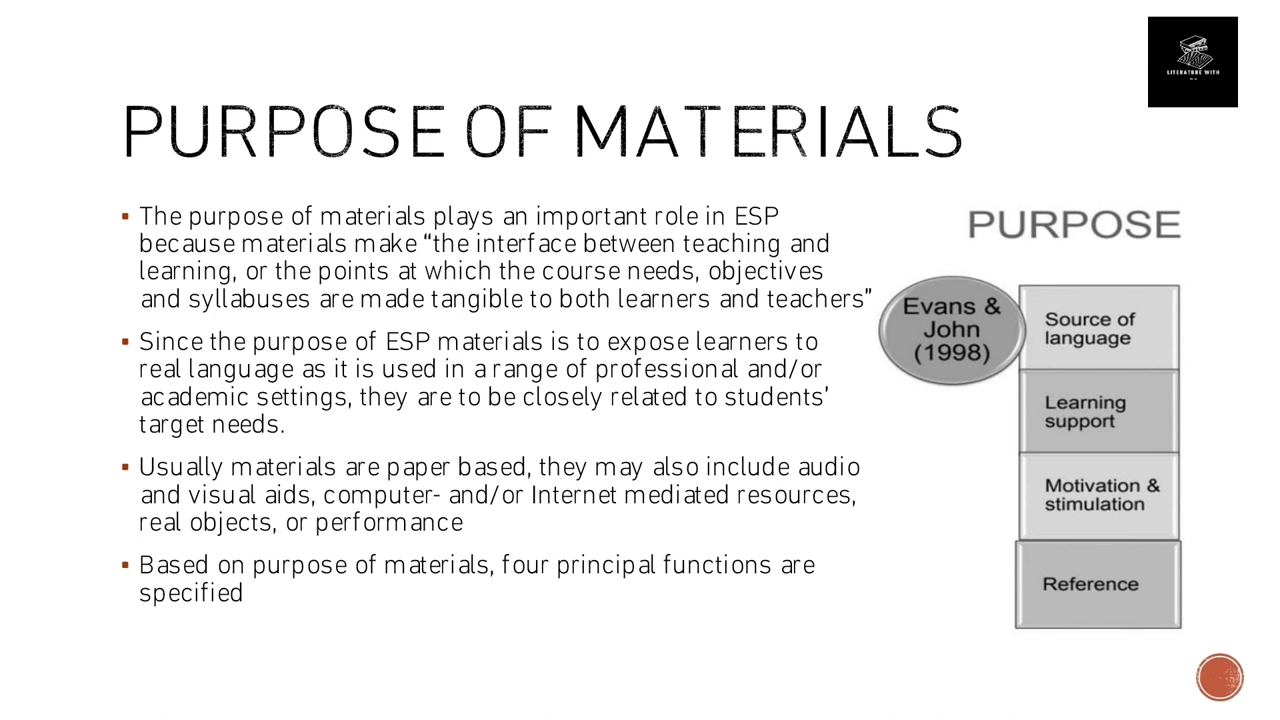 LITERATURE WITH
PURPOSE OF MATERIALS
▪ The purpose of materials plays an important role in ESP
because materials make “the interface between teaching and
learning, or the points at which the course needs, objectives
and syllabuses are made tangible to both learners and teachers”
▪ Since the purpose of ESP materials is to expose learners to
real language as it is used in a range of professional and/or
academic settings, they are to be closely related to students’
target needs.
▪ Usually materials are paper based, they may also include audio
and visual aids, computer- and/or Internet mediated resources,
real objects, or performance
▪ Based on purpose of materials, four principal functions are
specified
PURPOSE
Evans &
John
(1998)
Source of
language
Learning
support
Motivation &
stimulation
Reference